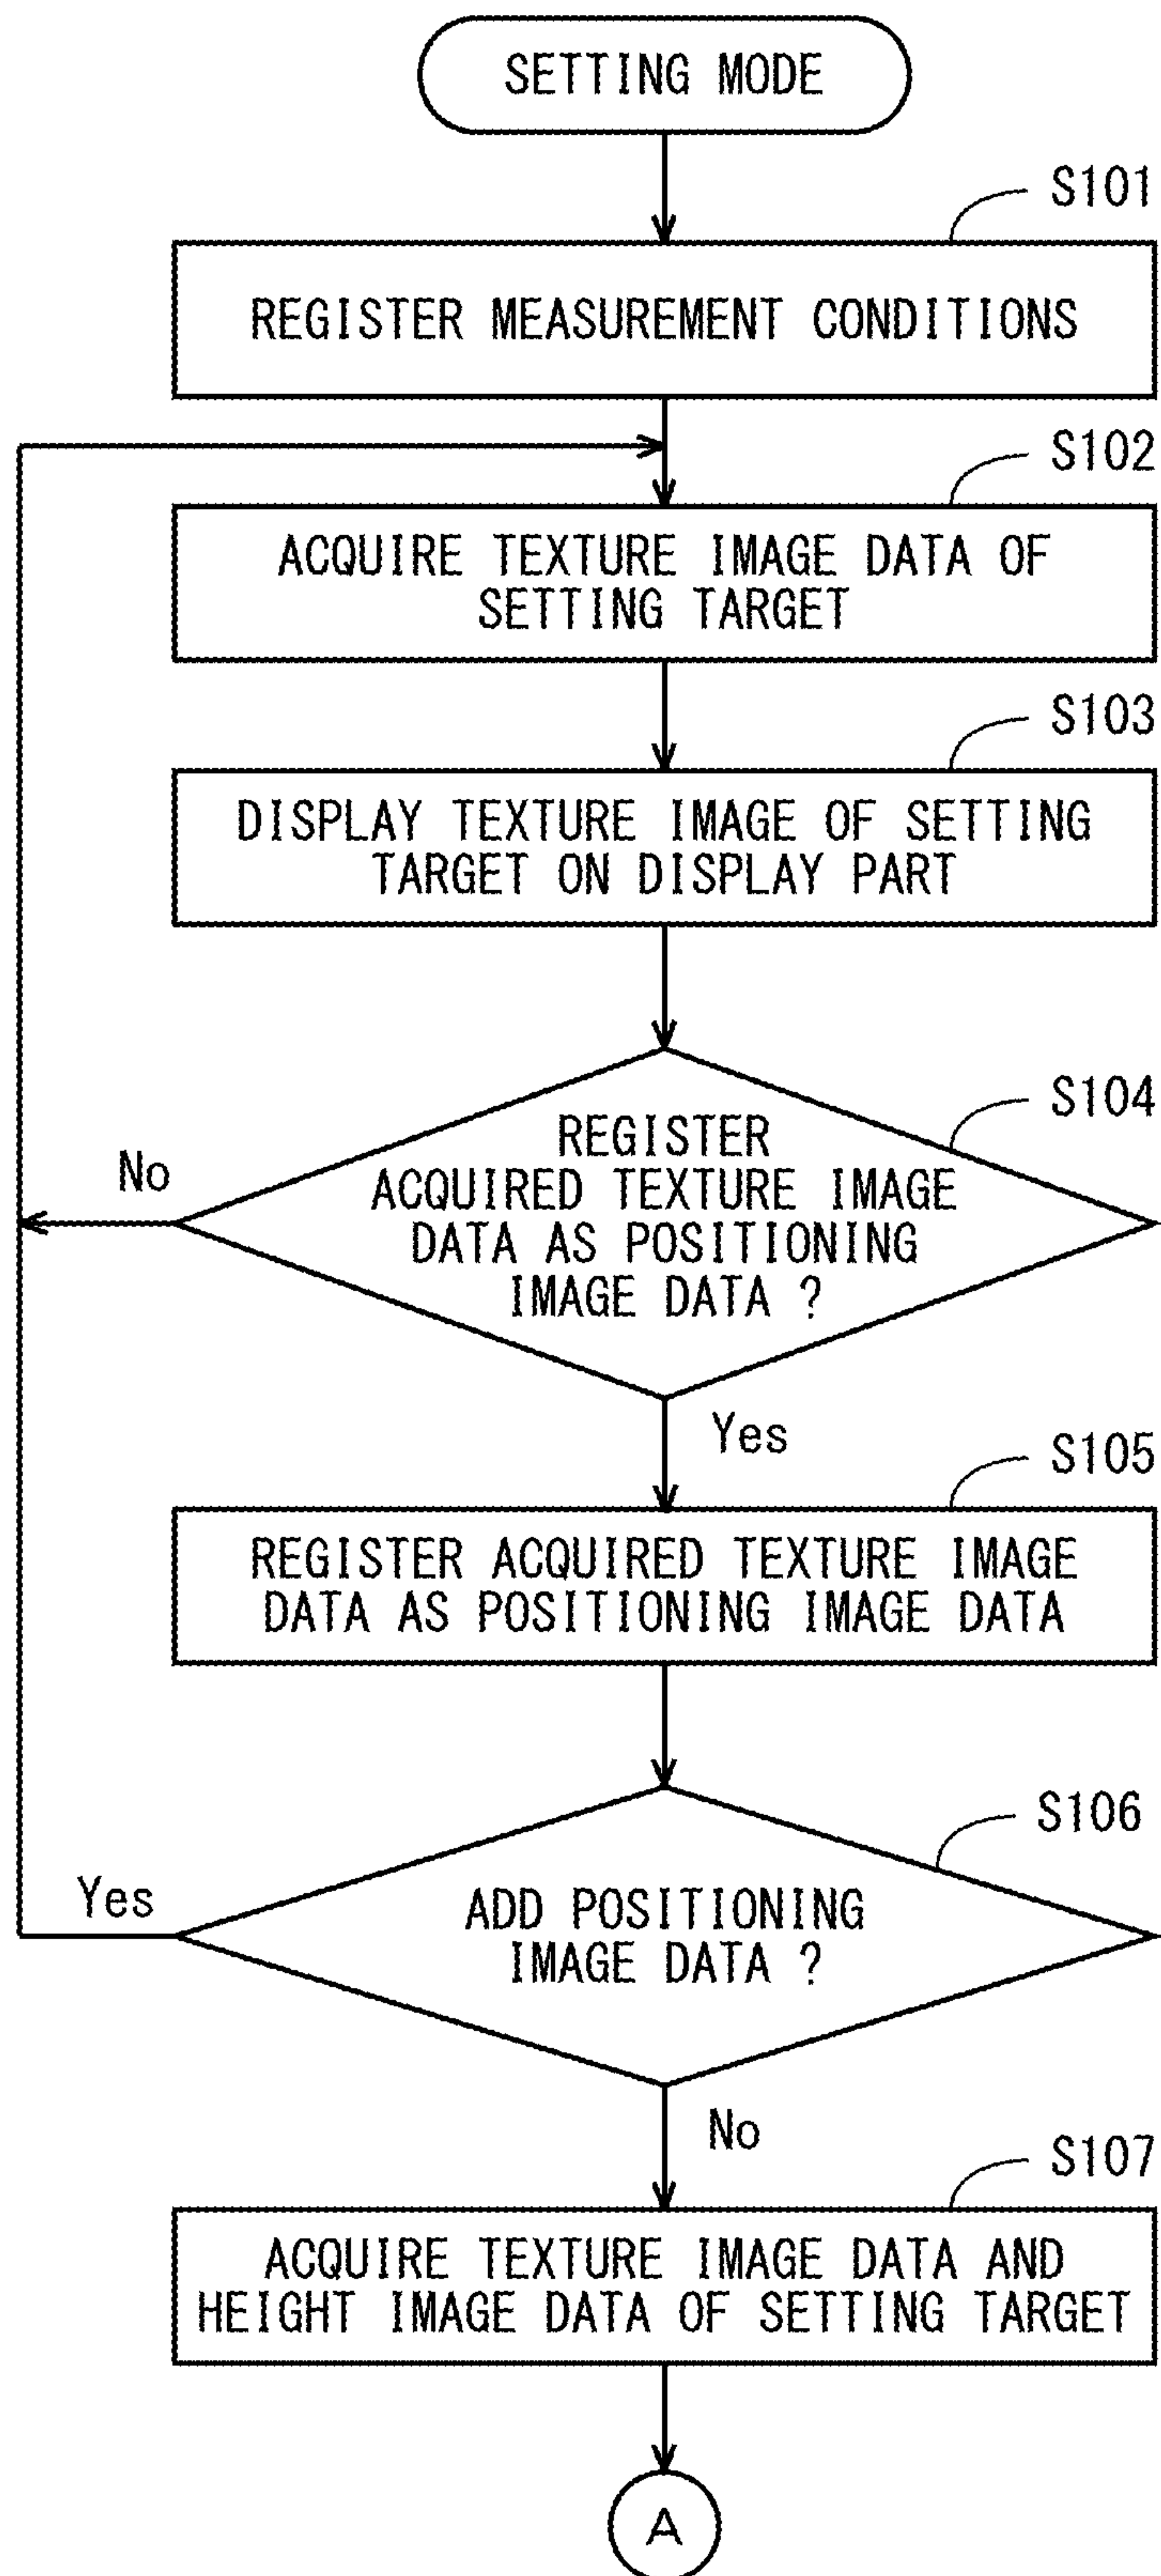 SETTING MODE
S101
REGISTER MEASUREMENT CONDITIONS
S102
ACQUIRE TEXTURE IMAGE DATA OF
SETTING TARGET
S103
DISPLAY TEXTURE IMAGE OF SETTING
TARGET ON DISPLAY PART
S104
REGISTER
ACQUIRED TEXTURE IMAGE
DATA AS POSITIONING
IMAGE DATA ?
No
Yes
S105
REGISTER ACQUIRED TEXTURE IMAGE
DATA AS POSITIONING IMAGE DATA
S106
ADD POSITIONING
IMAGE DATA ?
Yes
No
S107
ACQUIRE TEXTURE IMAGE DATA AND
HEIGHT IMAGE DATA OF SETTING TARGET
A